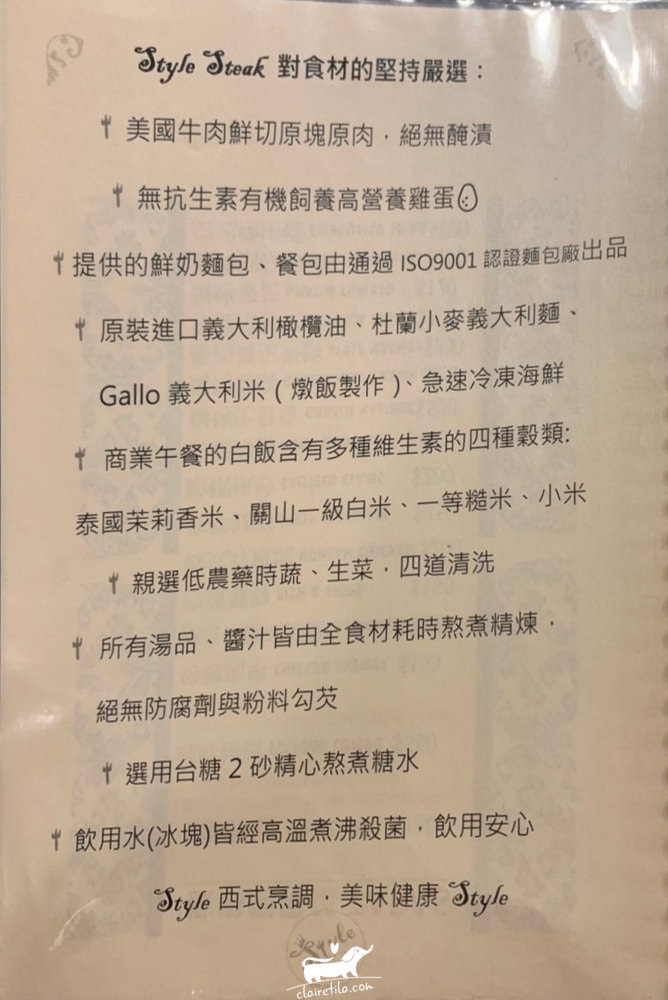 Style Steak 對食材的堅持嚴選：
美國牛肉鮮切原塊原肉，絕無醃漬
無抗生素有機飼養高營養雞蛋
提供的鮮奶麵包、餐包由通過 ISO9001 認證麵包廠出品
原裝進口義大利橄欖油、杜蘭小麥義大利麵、
Gallo 義大利米 ( 燉飯製作 )、急速冷凍海鮮
商業午餐的白飯含有多種維生素的四種穀類:
泰國茉莉香米、關山一級白米、一等糙米、小米
親選低農藥時蔬、生菜，四道清洗
所有湯品、醬汁皆由全食材耗時熬煮精煉，
絕無防腐劑與粉料勾芡
選用台糖 2 砂精心熬煮糖水
飲用水(冰塊)皆經高溫煮沸殺菌，飲用安心
Style 西式烹調，美味健康 Style
Style
clairetila.com